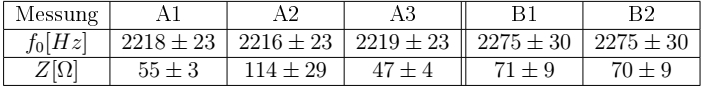 Messung A1 A2 A3 B1 B2
f₀[Hz] 2218 ± 23 2216 ± 23 2219 ± 23 2275 ± 30 2275 ± 30
Z[Ω] 55 ± 3 114 ± 29 47 ± 4 71 ± 9 70 ± 9